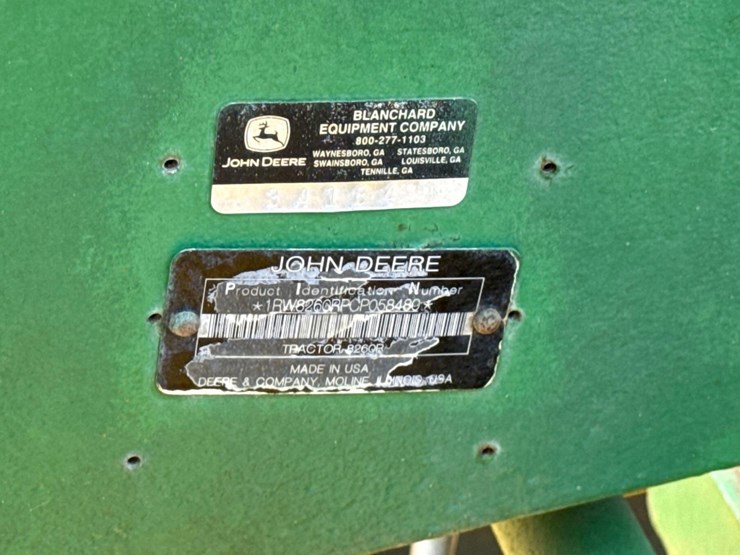 BLANCHARD
EQUIPMENT COMPANY
800-277-1103
JOHN DEERE
WAYNESBORO, GA STATESBORO, GA
SWAINSBORO, GA LOUISVILLE, GA
TENNILLE, GA
JOHN DEERE
Product Identification Number
*1RW8260RPCP058480*
TRACTOR 8260R
MADE IN USA
DEERE & COMPANY, MOLINE, ILLINOIS, USA